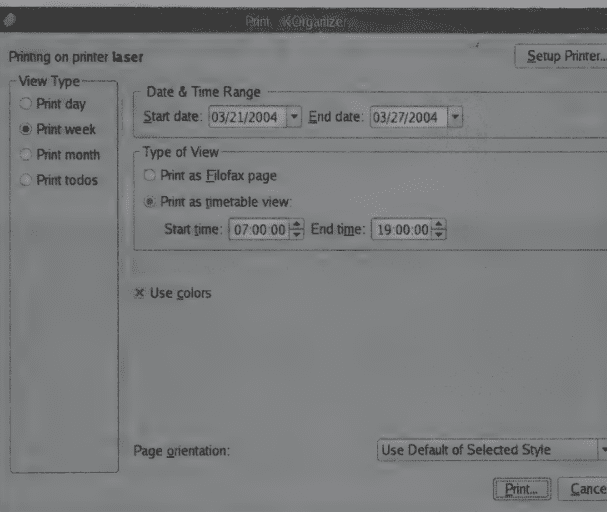 Print KOrganizer
Printing on printer laser
Setup Printer...
View Type
Print day
Print week
Print month
Print todos
Date & Time Range
Start date: 03/21/2004 End date: 03/27/2004
Type of View
Print as Filofax page
Print as timetable view:
Start time: 07:00:00 End time: 19:00:00
Use colors
Page orientation: Use Default of Selected Style
Print... Cance